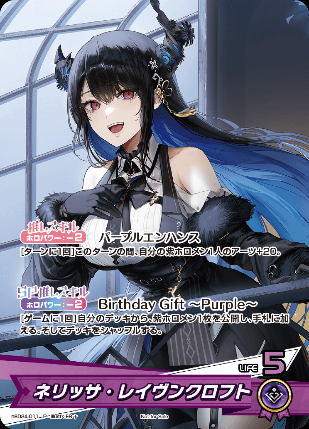 推しスキル
ホロパワー：－2 パープルエンハンス
[ターンに1回]このターンの間、自分の紫ホロメン1人のアーツ+20。
SP推しスキル
ホロパワー：－2 Birthday Gift ～Purple～
[ゲームに1回]自分のデッキから、紫ホロメン1枚を公開し、手札に加
える。そしてデッキをシャッフルする。
LIFE 5
ネリッサ・レイヴンクロフト